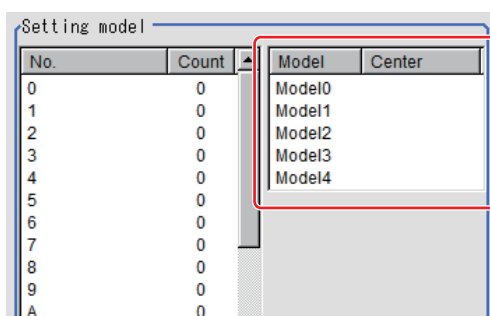 Setting model
No. Count
0 0
1 0
2 0
3 0
4 0
5 0
6 0
7 0
8 0
9 0
A 0
Model Center
Model0
Model1
Model2
Model3
Model4